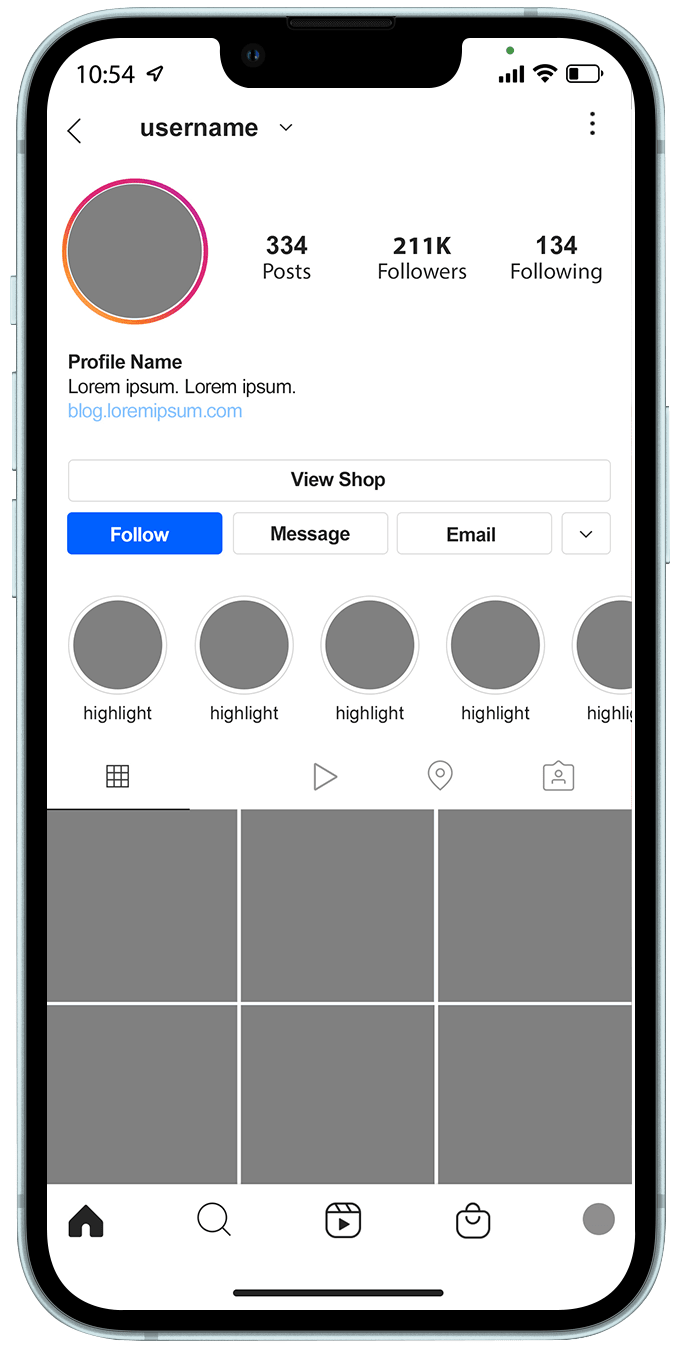 10:54
username
334 211K 134
Posts Followers Following
Profile Name
Lorem ipsum. Lorem ipsum.
blog.loremipsum.com
View Shop
Follow Message Email
highlight highlight highlight highlight highli